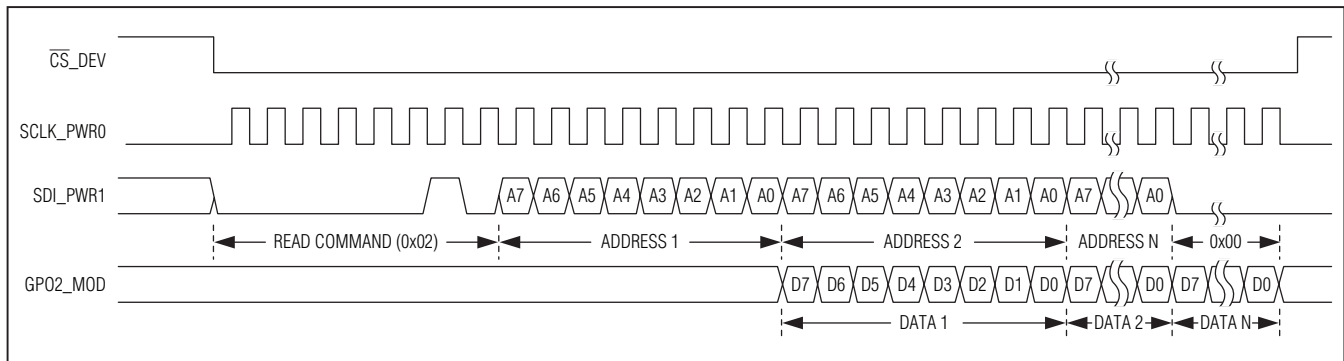 CS_DEV
SCLK_PWR0
SDI_PWR1 A7 A6 A5 A4 A3 A2 A1 A0 A7 A6 A5 A4 A3 A2 A1 A0 A7 A0
READ COMMAND (0x02) ADDRESS 1 ADDRESS 2 ADDRESS N 0x00
GPO2_MOD D7 D6 D5 D4 D3 D2 D1 D0 D7 D0 D7 D0
DATA 1 DATA 2 DATA N